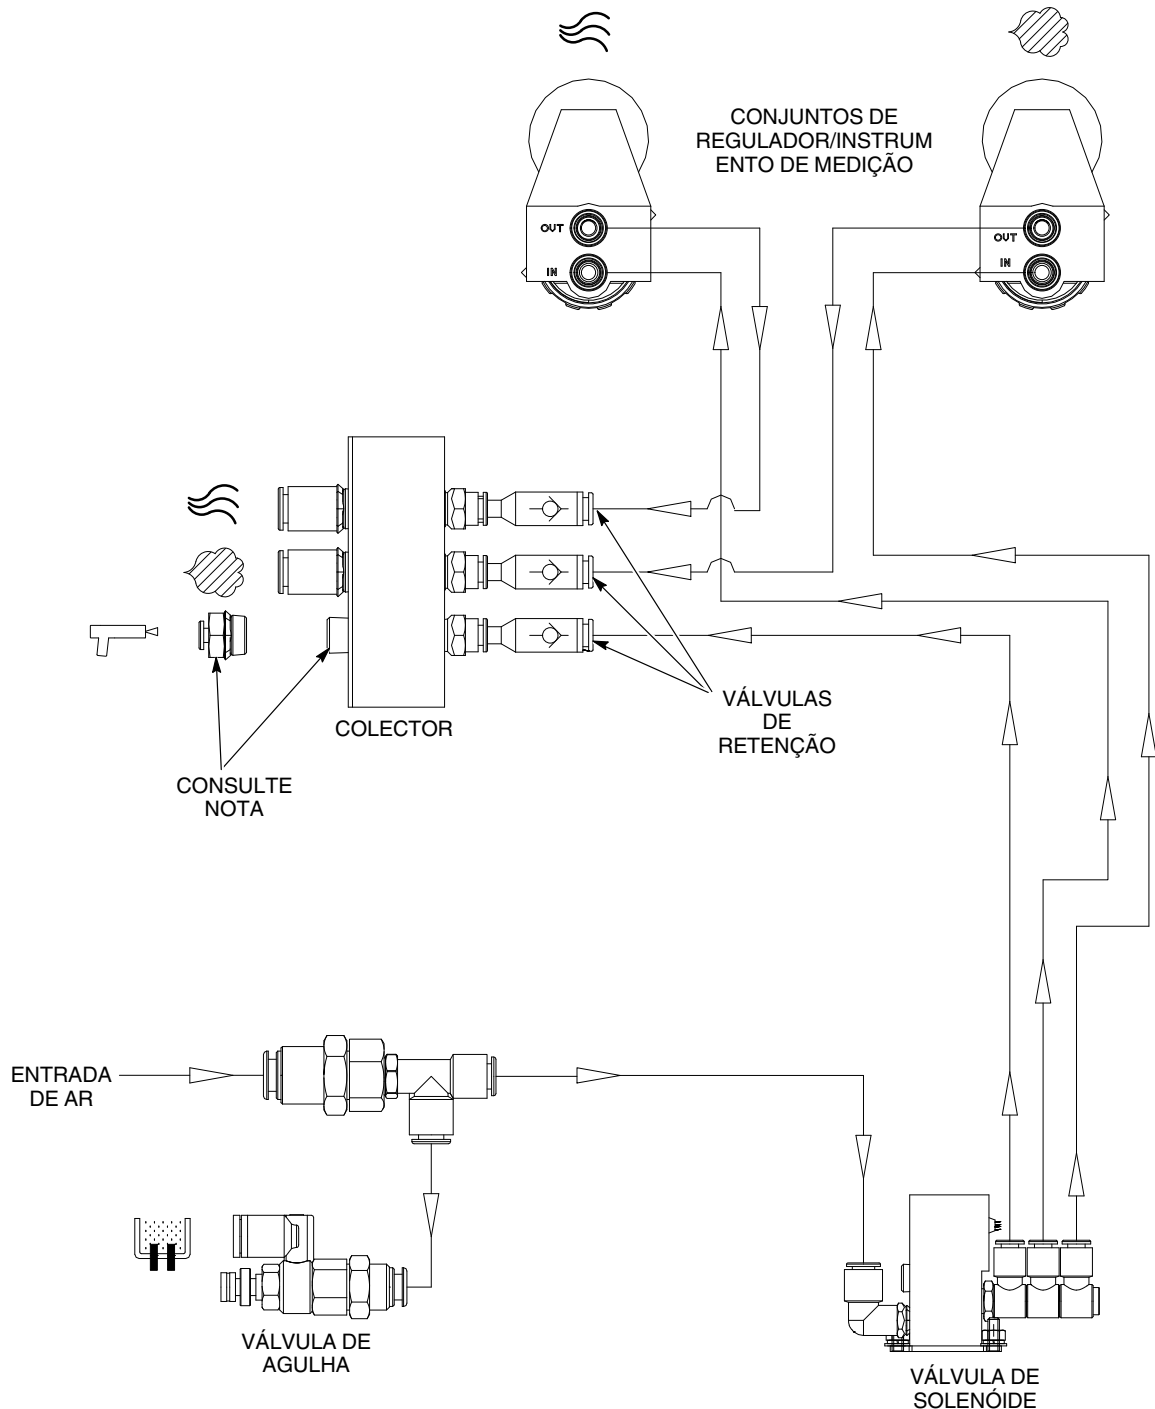 CONJUNTOS DE
REGULADOR/INSTRUM
ENTO DE MEDIÇÃO
OUT
IN
OUT
IN
COLECTOR
VÁLVULAS
DE
RETENÇÃO
CONSULTE
NOTA
ENTRADA
DE AR
VÁLVULA DE
AGULHA
VÁLVULA DE
SOLENÓIDE